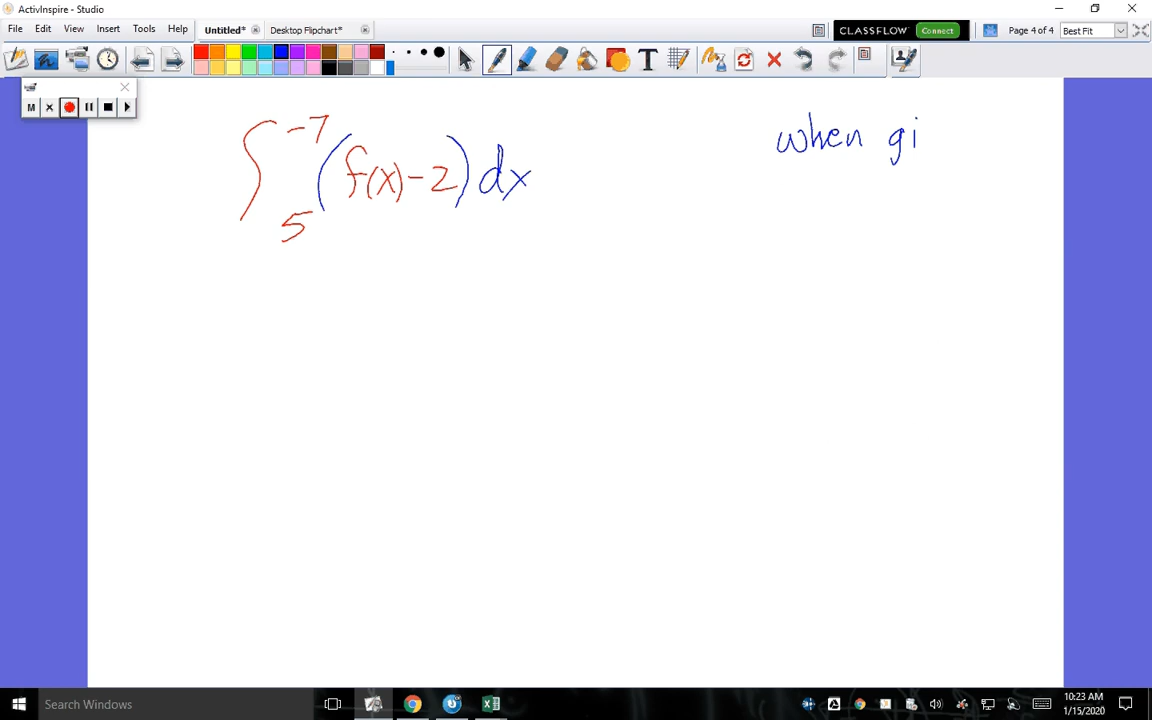 ActivInspire - Studio
File Edit View Insert Tools Help Untitled* Desktop Flipchart* CLASSFLOW Connect Page 4 of 4 Best Fit
M
∫_5^{-7} (f(x)-2) dx
when gi
Search Windows
10:23 AM
1/15/2020